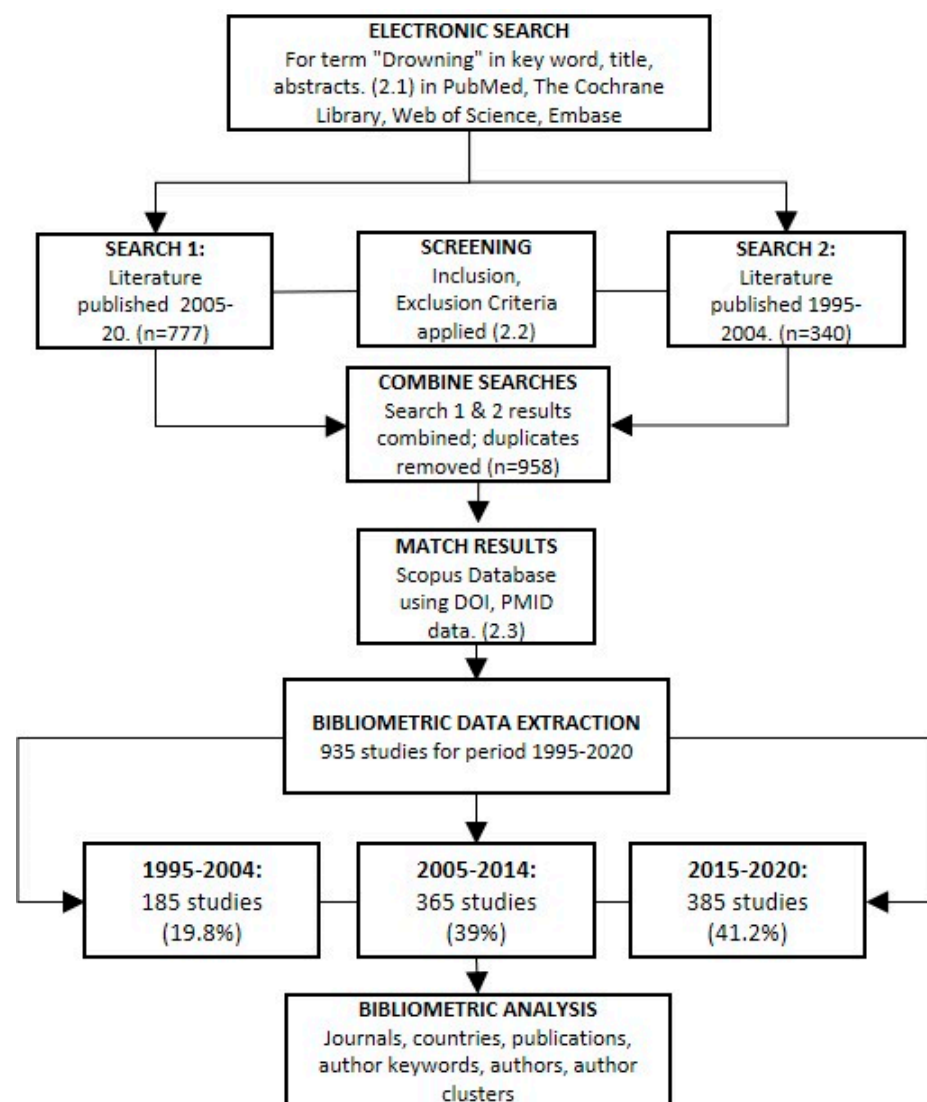 ELECTRONIC SEARCH
For term "Drowning" in key word, title,
abstracts. (2.1) in PubMed, The Cochrane
Library, Web of Science, Embase
SEARCH 1:
Literature
published 2005-
20. (n=777)
SCREENING
Inclusion,
Exclusion Criteria
applied (2.2)
SEARCH 2:
Literature
published 1995-
2004. (n=340)
COMBINE SEARCHES
Search 1 & 2 results
combined; duplicates
removed (n=958)
MATCH RESULTS
Scopus Database
using DOI, PMID
data. (2.3)
BIBLIOMETRIC DATA EXTRACTION
935 studies for period 1995-2020
1995-2004:
185 studies
(19.8%)
2005-2014:
365 studies
(39%)
2015-2020:
385 studies
(41.2%)
BIBLIOMETRIC ANALYSIS
Journals, countries, publications,
author keywords, authors, author
clusters